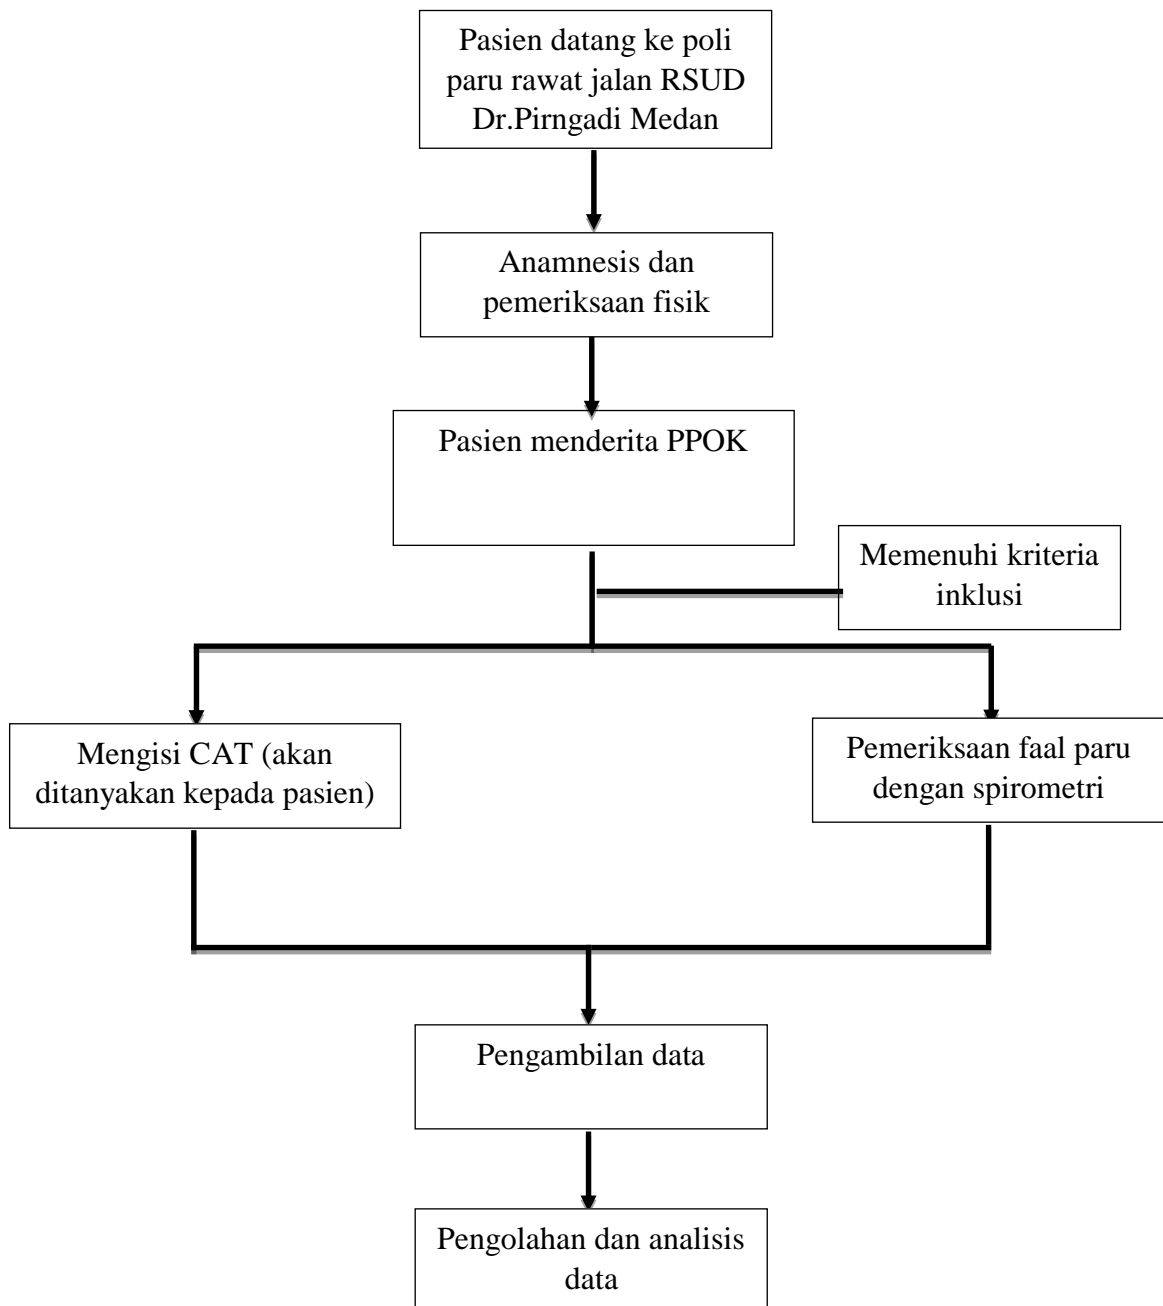 Pasien datang ke poli
paru rawat jalan RSUD
Dr.Pirngadi Medan
Anamnesis dan
pemeriksaan fisik
Pasien menderita PPOK
Memenuhi kriteria
inklusi
Mengisi CAT (akan
ditanyakan kepada pasien)
Pemeriksaan faal paru
dengan spirometri
Pengambilan data
Pengolahan dan analisis
data